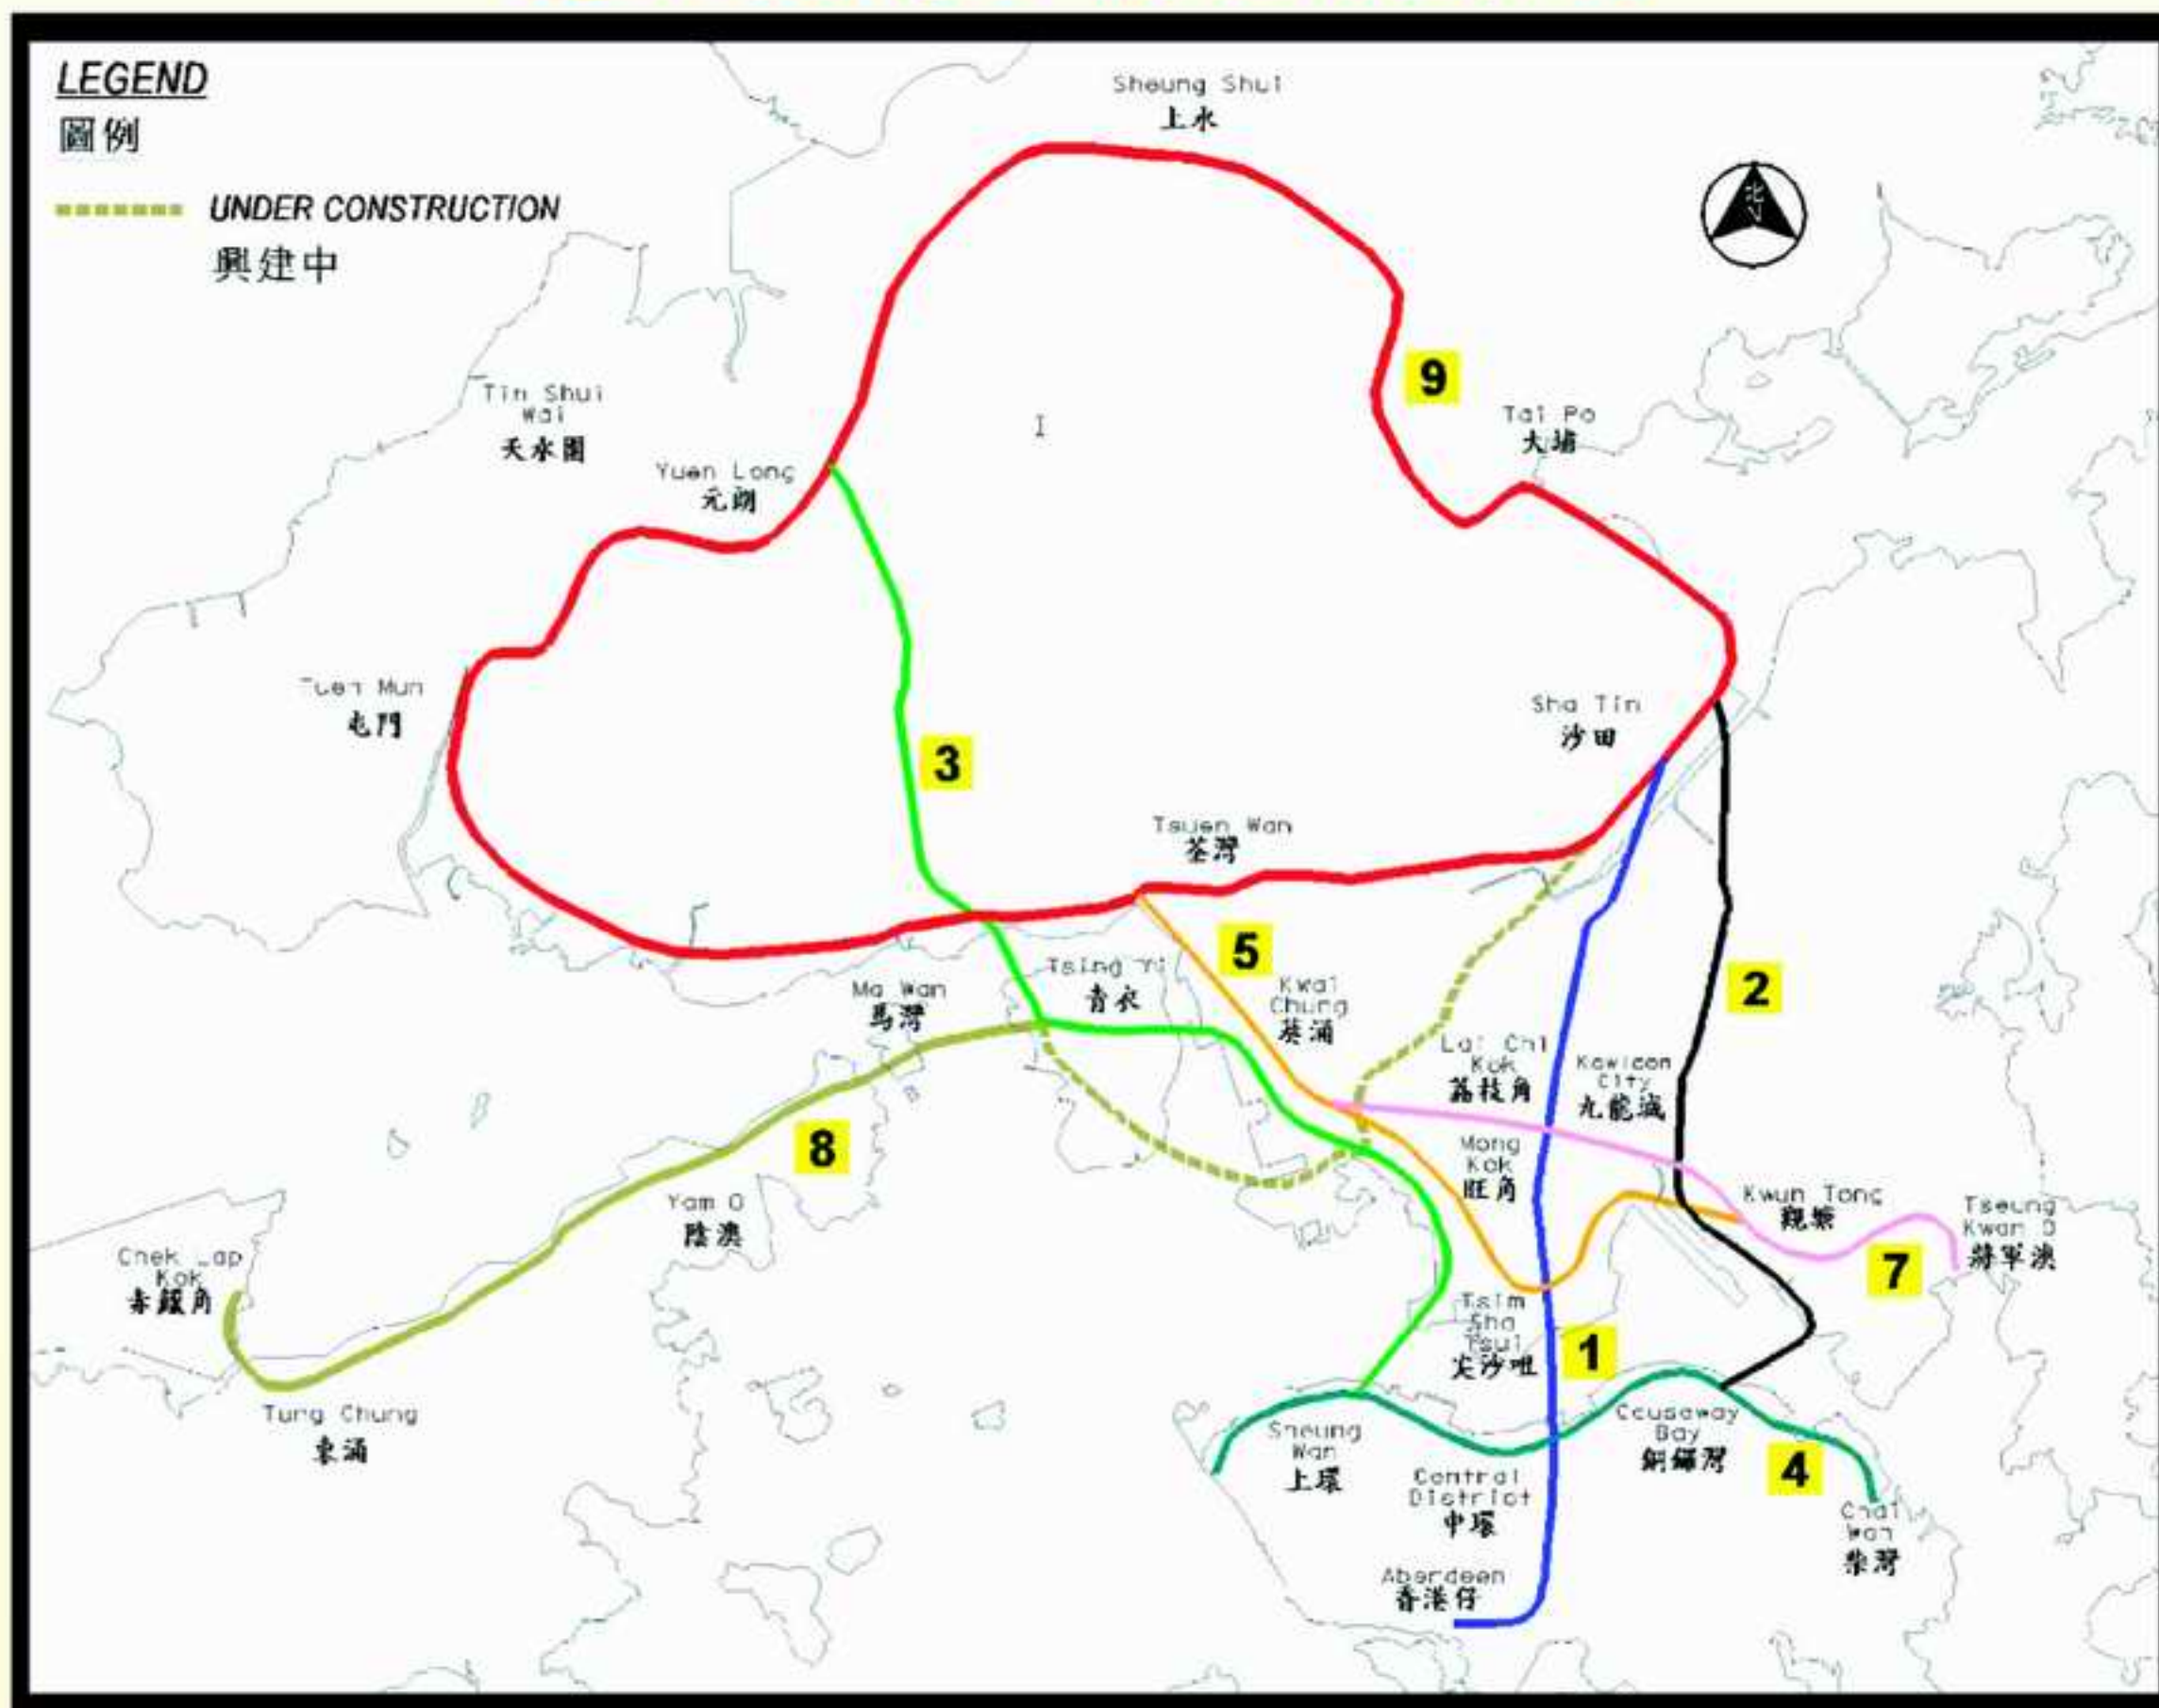 LEGEND
圖例
UNDER CONSTRUCTION
興建中
Sheung Shui
上水
北
9
Tin Shui
Wai
天水圍
Tai Po
大埔
Yuen Long
元朗
Tuen Mun
屯門
Sha Tin
沙田
3
Tsuen Wan
荃灣
5
Tsing Yi
青衣
Ma Wan
馬灣
Kwai
Chung
葵涌
2
Lai Chi
Kok
荔枝角
Kowloon
City
九龍城
8
Mong
Kok
旺角
Yam O
陰澳
Kwun Tong
觀塘
Tseung
Kwan O
將軍澳
Chek Lap
Kok
赤鱲角
7
Tsim
Sha
Tsui
尖沙咀
1
Tung Chung
東涌
Sheung
Wan
上環
Causeway
Bay
銅鑼灣
4
Central
District
中環
Chai
Wan
柴灣
Aberdeen
香港仔